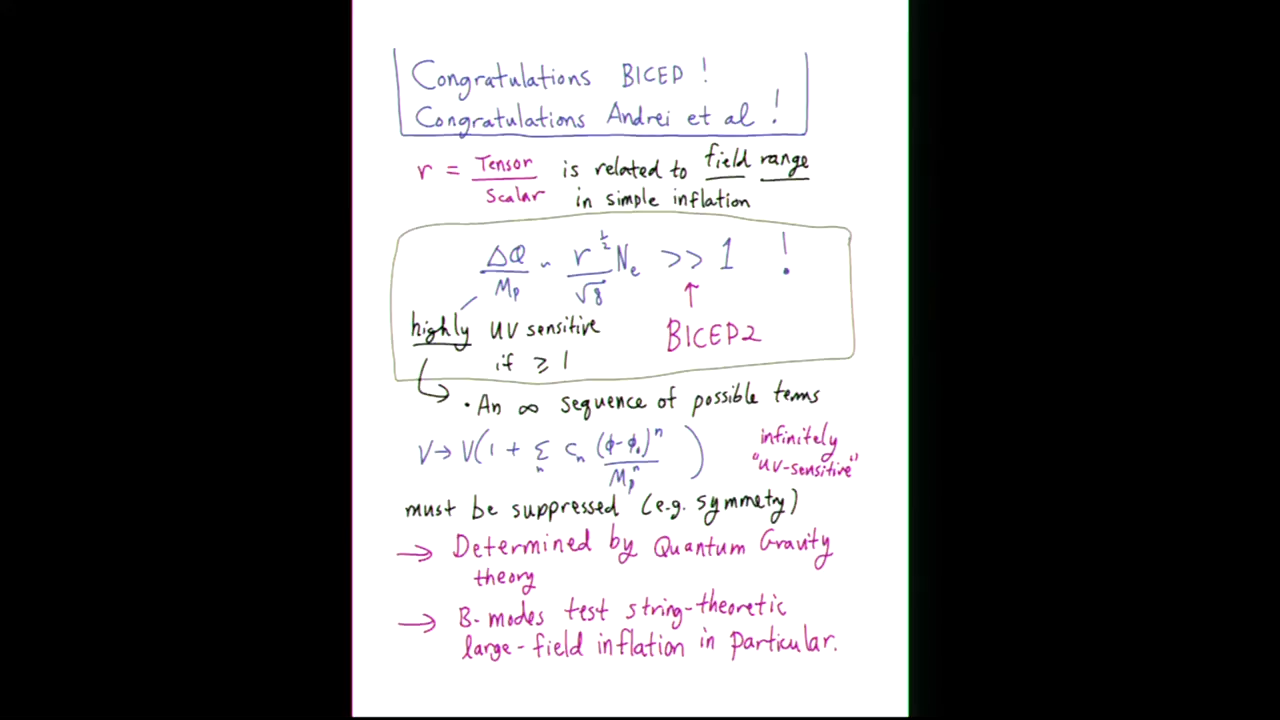 Congratulations BICEP !
Congratulations Andrei et al !
r = Tensor / Scalar is related to field range
in simple inflation
ΔQ / Mp ~ r^½ / √8 Ne >> 1 !
highly UV sensitive
if ≥ 1
↑
BICEP2
• An ∞ sequence of possible terms
V → V(1 + Σn cn (ϕ-ϕ0)^n / Mp^n )
infinitely
"UV-sensitive"
must be suppressed (e.g. symmetry)
→ Determined by Quantum Gravity
theory
→ B-modes test string-theoretic
large-field inflation in particular.